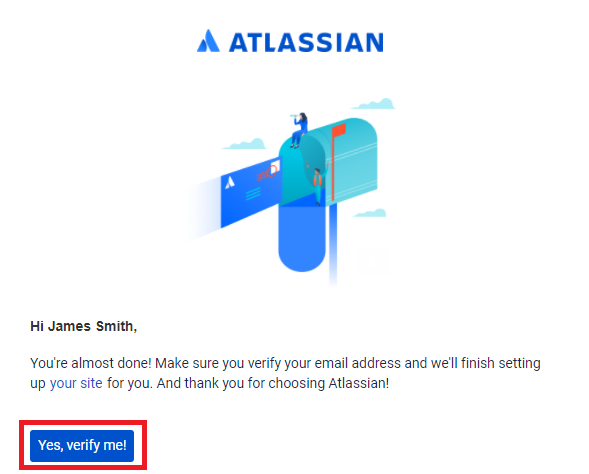 ATLASSIAN
Hi James Smith,
You're almost done! Make sure you verify your email address and we'll finish setting
up your site for you. And thank you for choosing Atlassian!
Yes, verify me!